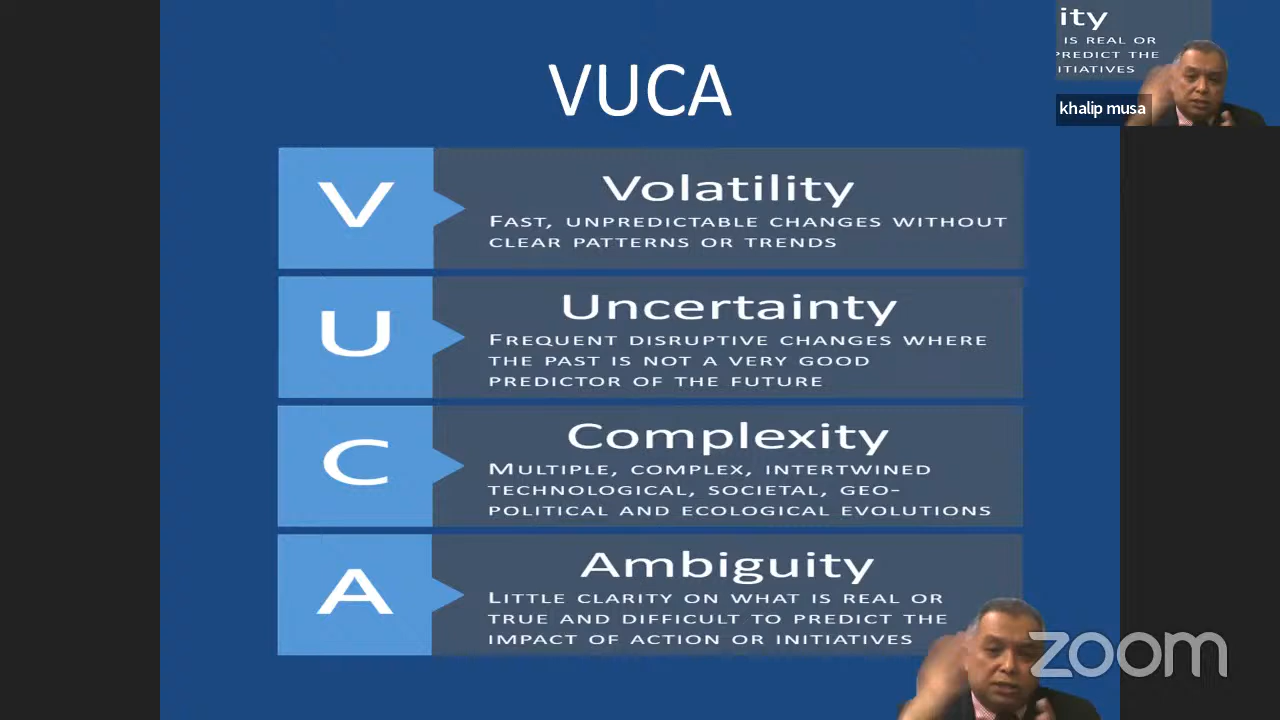 VUCA
V
Volatility
FAST, UNPREDICTABLE CHANGES WITHOUT
CLEAR PATTERNS OR TRENDS
U
Uncertainty
FREQUENT DISRUPTIVE CHANGES WHERE
THE PAST IS NOT A VERY GOOD
PREDICTOR OF THE FUTURE
C
Complexity
MULTIPLE, COMPLEX, INTERTWINED
TECHNOLOGICAL, SOCIETAL, GEO-
POLITICAL AND ECOLOGICAL EVOLUTIONS
A
Ambiguity
LITTLE CLARITY ON WHAT IS REAL OR
TRUE AND DIFFICULT TO PREDICT THE
IMPACT OF ACTION OR INITIATIVES
ity
IS REAL OR
PREDICT THE
ITIATIVES
khalip musa
zoom